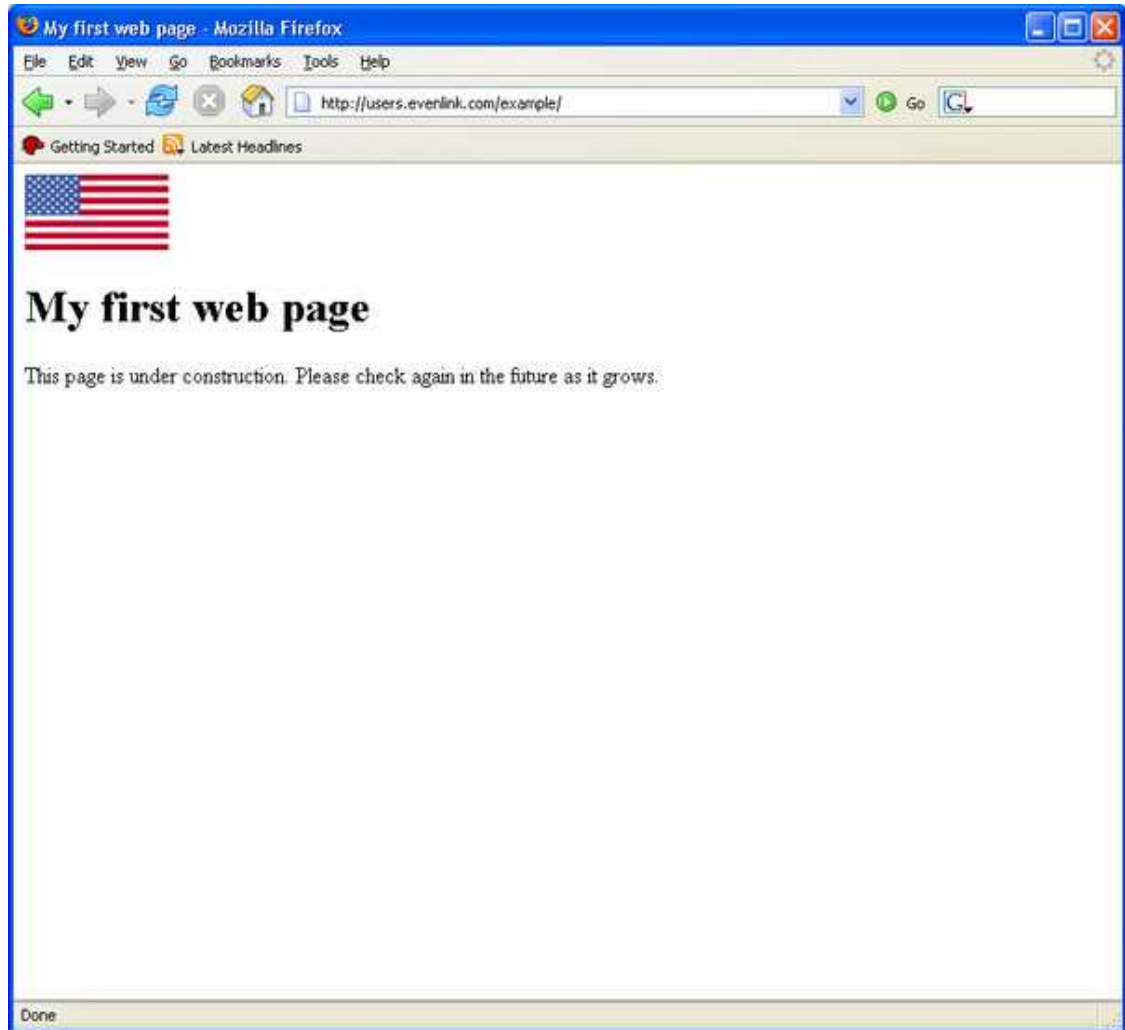 My first web page - Mozilla Firefox
File Edit View Go Bookmarks Tools Help
http://users.evenlink.com/example/ Go G
Getting Started Latest Headlines
My first web page
This page is under construction. Please check again in the future as it grows.
Done